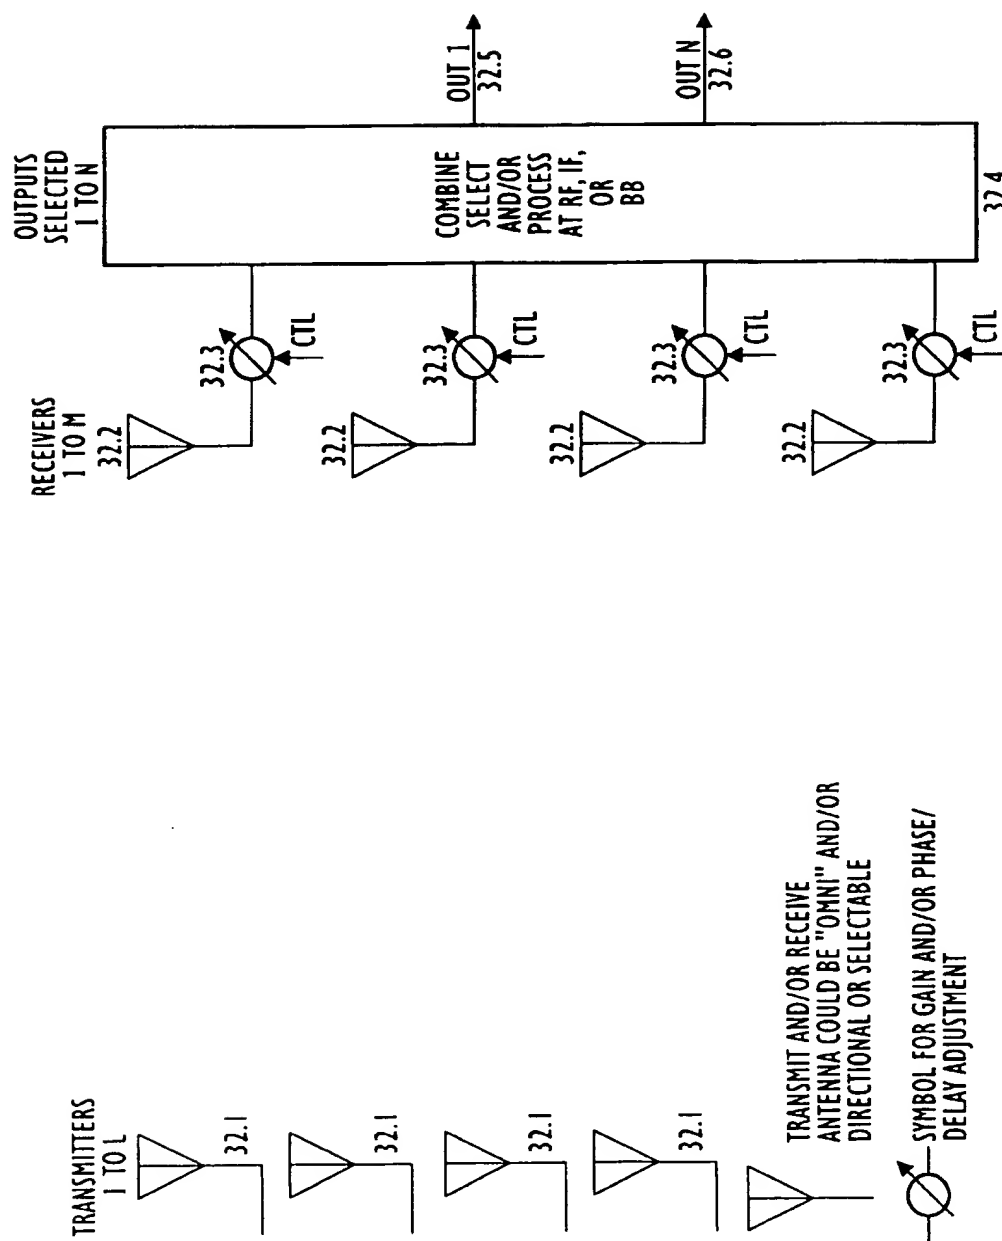 TRANSMITTERS
1 TO L
32.1
32.1
32.1
32.1
TRANSMIT AND/OR RECEIVE
ANTENNA COULD BE "OMNI" AND/OR
DIRECTIONAL OR SELECTABLE
SYMBOL FOR GAIN AND/OR PHASE/
DELAY ADJUSTMENT
RECEIVERS
1 TO M
32.2
32.3
CTL
32.2
32.3
CTL
32.2
32.3
CTL
32.2
32.3
CTL
OUTPUTS
SELECTED
1 TO N
COMBINE
SELECT
AND/OR
PROCESS
AT RF, IF,
OR
BB
32.4
OUT 1
32.5
OUT N
32.6